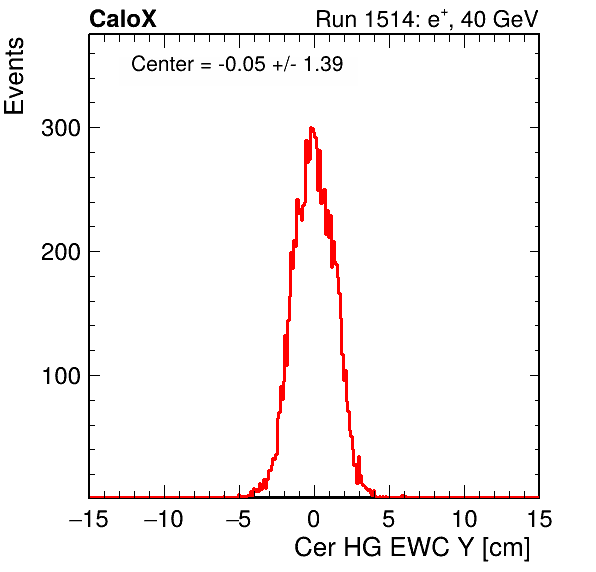 CaloX
Run 1514: e⁺, 40 GeV
Center = -0.05 +/- 1.39
Events
300
200
100
−15 −10 −5 0 5 10 15
Cer HG EWC Y [cm]